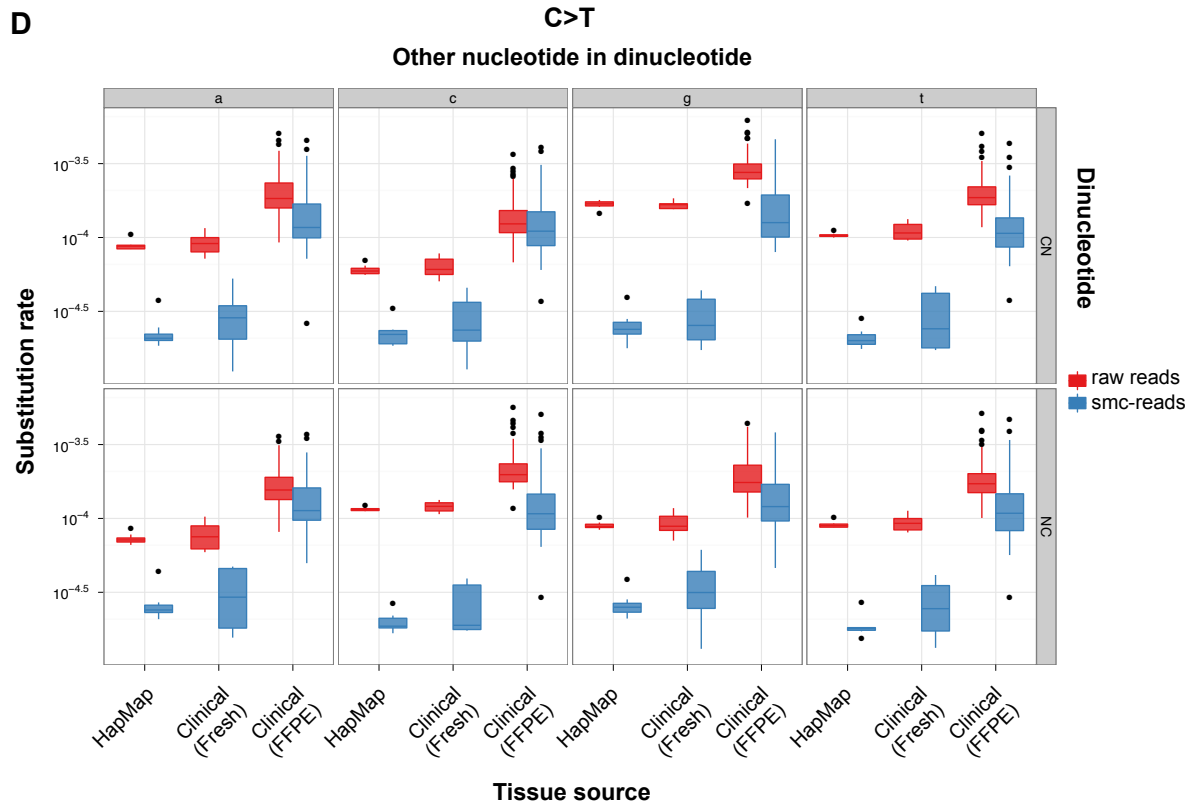 D
C>T
Other nucleotide in dinucleotide
a c g t
Substitution rate
10^-3.5
10^-4
10^-4.5
CN
10^-3.5
10^-4
10^-4.5
NC
Dinucleotide
raw reads
smc-reads
HapMap
Clinical
(Fresh)
Clinical
(FFPE)
HapMap
Clinical
(Fresh)
Clinical
(FFPE)
HapMap
Clinical
(Fresh)
Clinical
(FFPE)
HapMap
Clinical
(Fresh)
Clinical
(FFPE)
Tissue source